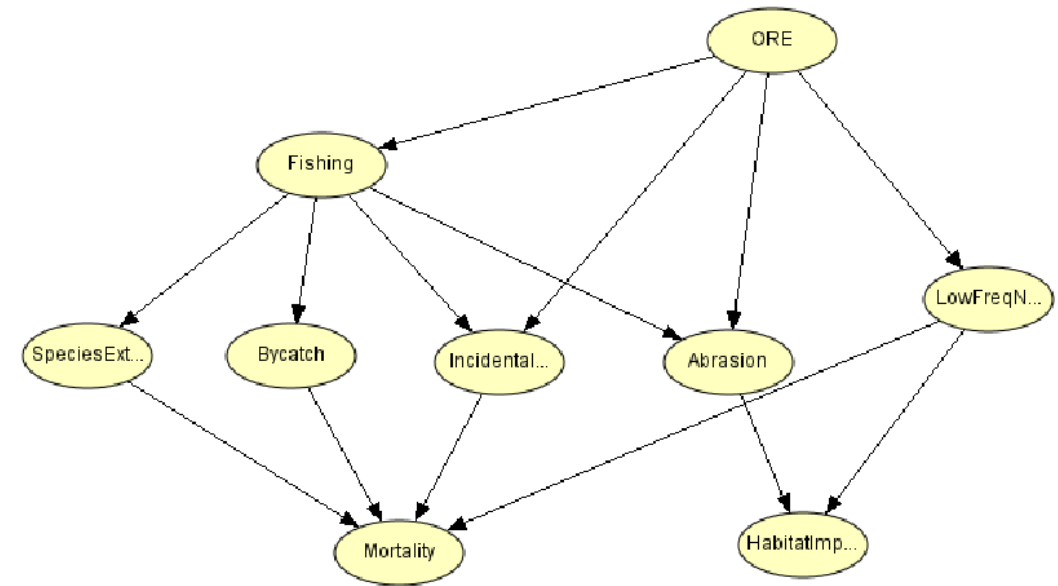 ORE
Fishing
LowFreqN...
SpeciesExt...
Bycatch
Incidental...
Abrasion
Mortality
HabitatImp...